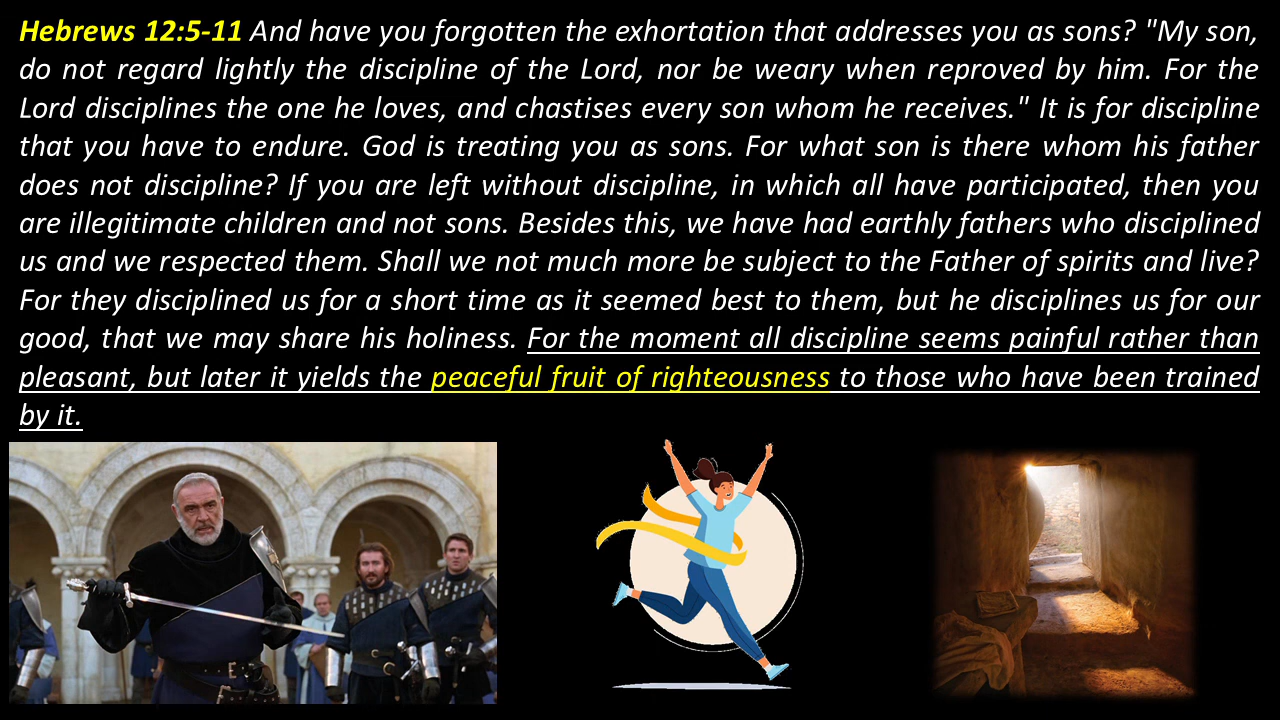 Hebrews 12:5-11 And have you forgotten the exhortation that addresses you as sons? "My son,
do not regard lightly the discipline of the Lord, nor be weary when reproved by him. For the
Lord disciplines the one he loves, and chastises every son whom he receives." It is for discipline
that you have to endure. God is treating you as sons. For what son is there whom his father
does not discipline? If you are left without discipline, in which all have participated, then you
are illegitimate children and not sons. Besides this, we have had earthly fathers who disciplined
us and we respected them. Shall we not much more be subject to the Father of spirits and live?
For they disciplined us for a short time as it seemed best to them, but he disciplines us for our
good, that we may share his holiness. For the moment all discipline seems painful rather than
pleasant, but later it yields the peaceful fruit of righteousness to those who have been trained
by it.